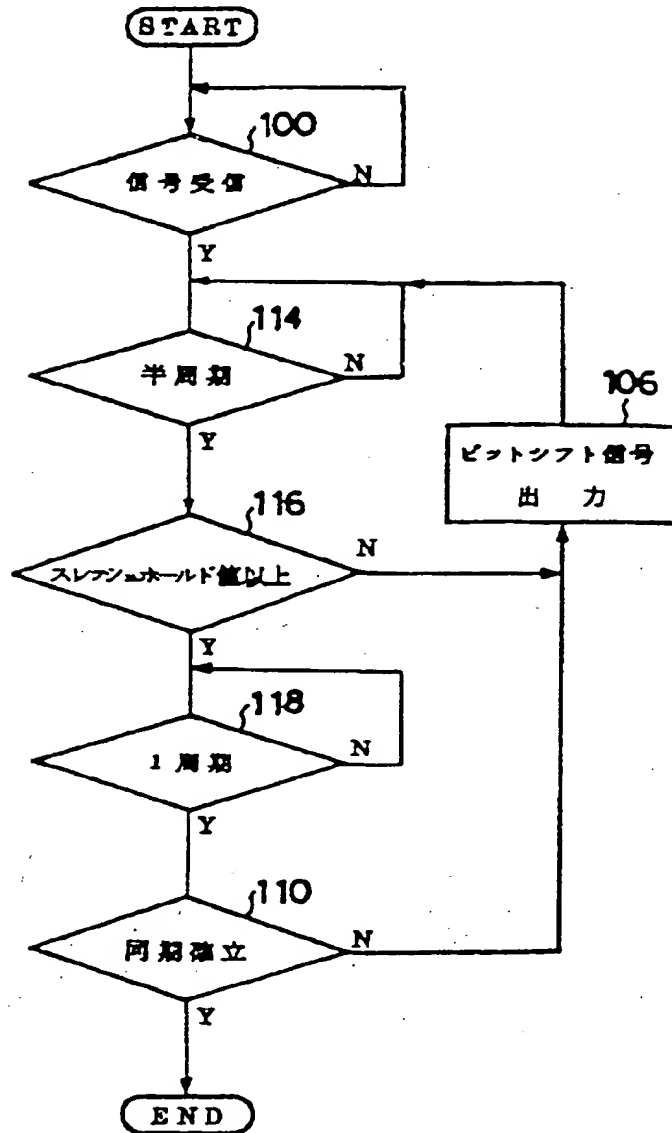 START
100
信号受信
N
Y
114
半周期
N
Y
106
ビットシフト信号
出力
116
スレッシュホールド値以上
N
Y
118
1周期
N
Y
110
同期確立
N
Y
END